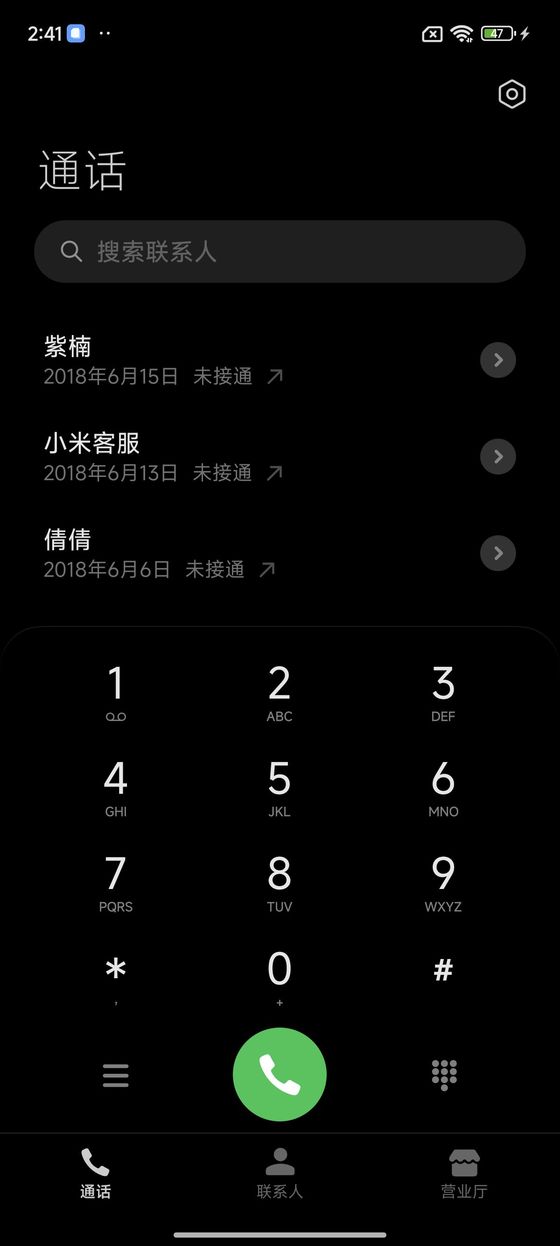 2:41
47
通话
搜索联系人
紫楠
2018年6月15日 未接通
小米客服
2018年6月13日 未接通
倩倩
2018年6月6日 未接通
1 2 3
ABC DEF
4 5 6
GHI JKL MNO
7 8 9
PQRS TUV WXYZ
* 0 #
, +
通话 联系人 营业厅